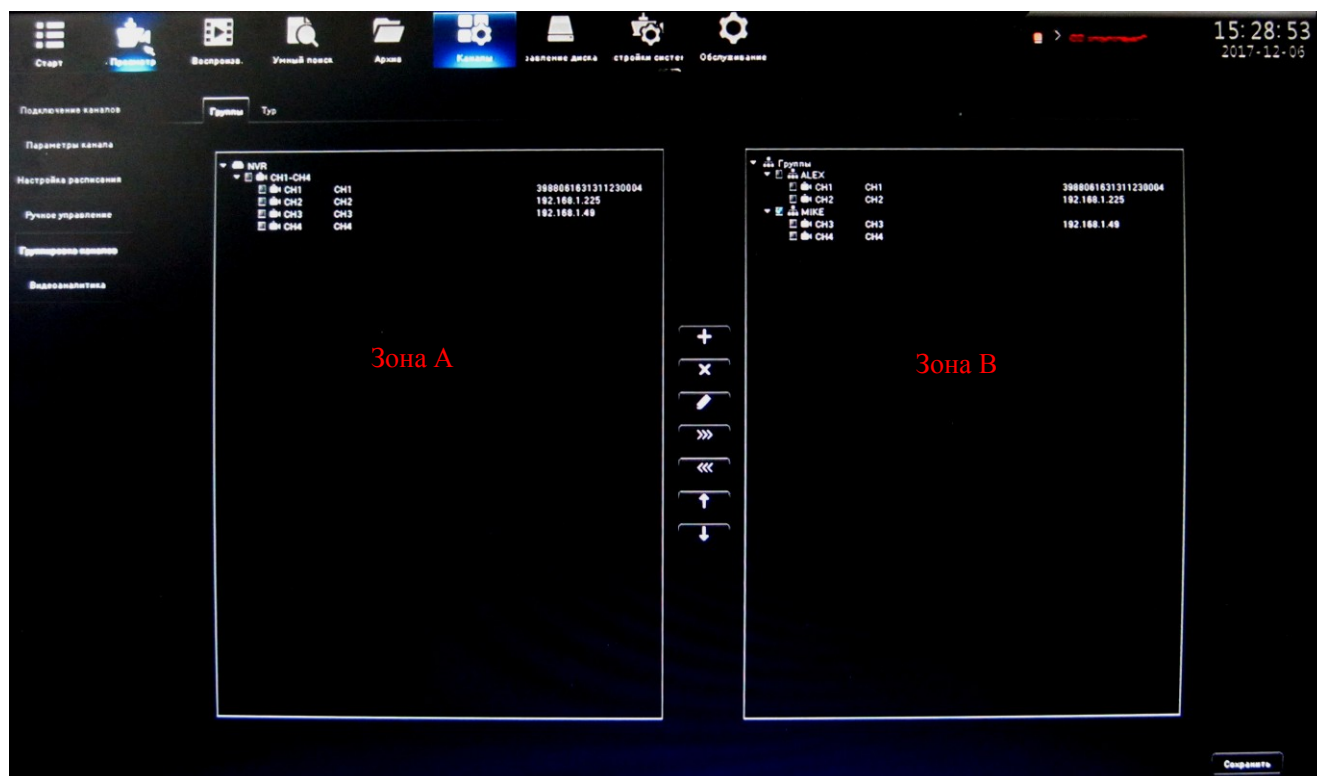 15:28:53
2017-12-06
Старт Просмотр Воспроизв. Умный поиск Архив Каналы равление диска стройки систег Обслуживание
Подключение каналов
Параметры канала
Настройка расписания
Ручное управление
Группировка каналов
Видеоаналитика
Группы Тур
NVR
CH1-CH4
CH1 CH1 3988061631311230004
CH2 CH2 192.168.1.225
CH3 CH3 192.168.1.49
CH4 CH4
Зона А
Группы
ALEX
CH1 CH1 3988061631311230004
CH2 CH2 192.168.1.225
MIKE
CH3 CH3 192.168.1.49
CH4 CH4
Зона В
Сохранить